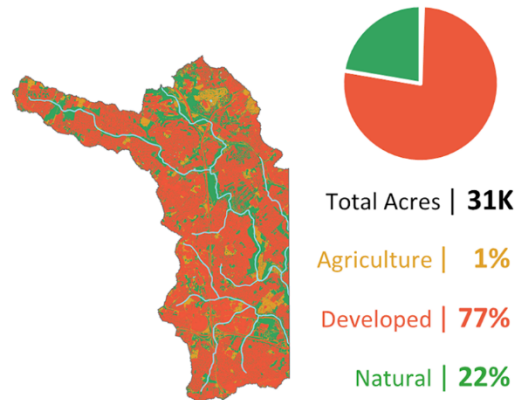 Total Acres | 31K
Agriculture | 1%
Developed | 77%
Natural | 22%